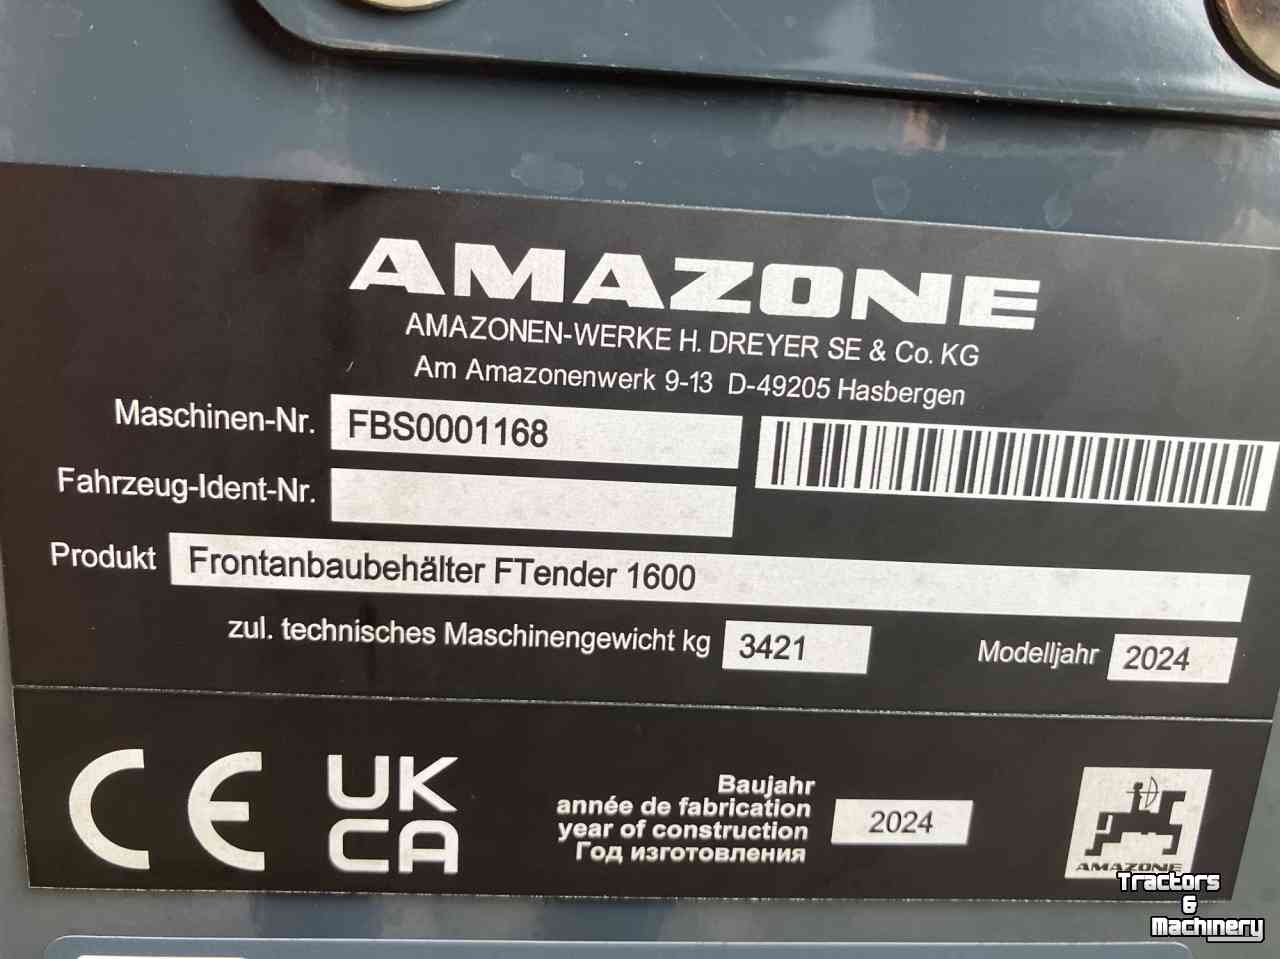 AMAZONE
AMAZONEN-WERKE H. DREYER SE & Co. KG
Am Amazonenwerk 9-13 D-49205 Hasbergen
Maschinen-Nr. FBS0001168
Fahrzeug-Ident-Nr.
Produkt Frontanbaubehälter FTender 1600
zul. technisches Maschinengewicht kg 3421 Modelljahr 2024
CE
UK
CA
Baujahr
année de fabrication
year of construction
Год изготовления
2024
AMAZONE
Tractors
&
Machinery